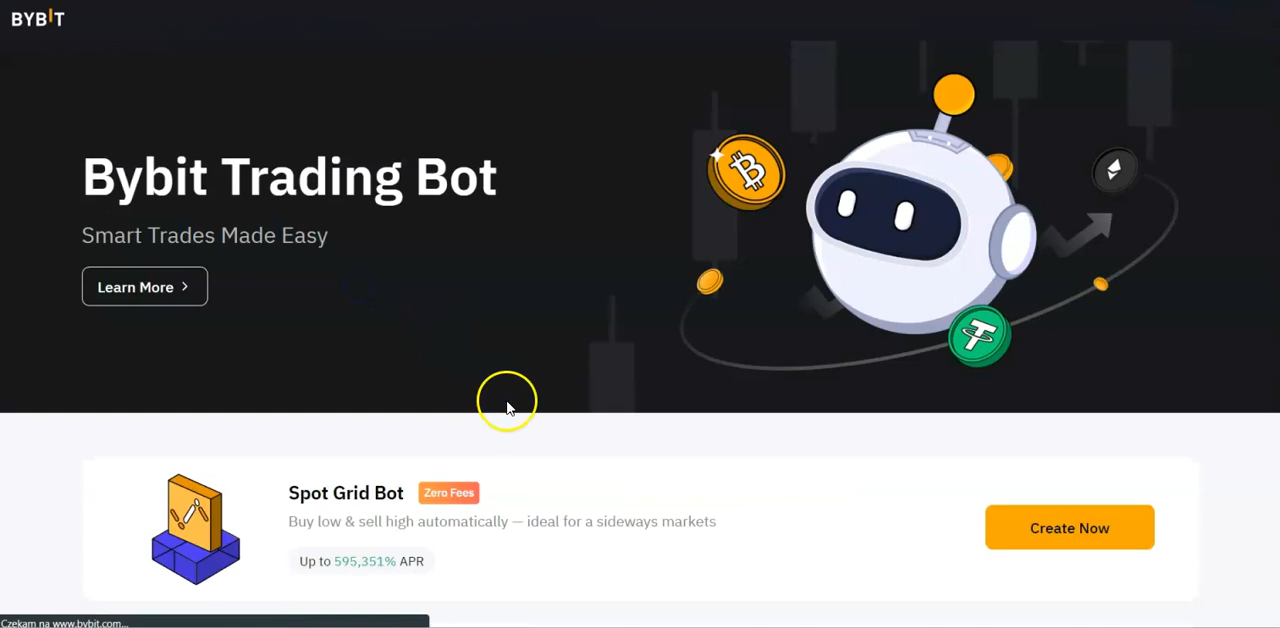 BYBIT
Bybit Trading Bot
Smart Trades Made Easy
Learn More >
Spot Grid Bot Zero Fees
Buy low & sell high automatically — ideal for a sideways markets
Up to 595,351% APR
Create Now
Czekam na www.bybit.com...